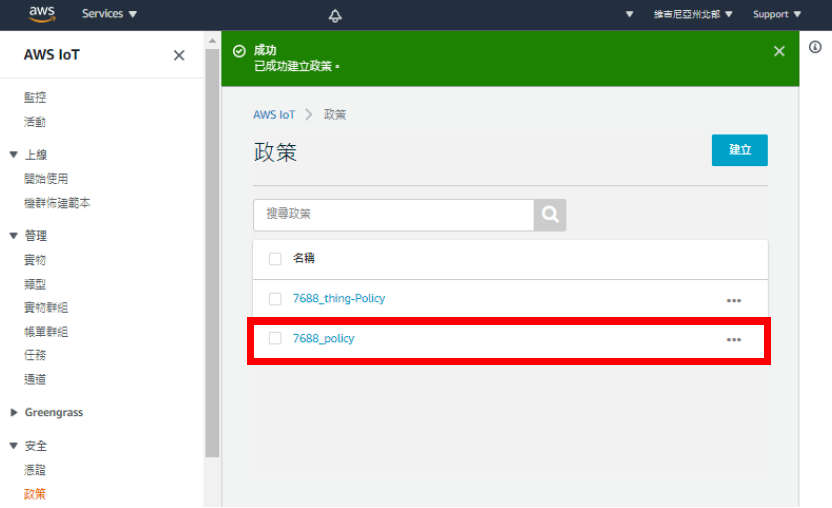 aws Services 維吉尼亞州北部 Support
AWS IoT
監控
活動
上線
開始使用
機群佈建範本
管理
實物
類型
實物群組
帳單群組
任務
通道
Greengrass
安全
憑證
政策
成功
已成功建立政策。
AWS IoT > 政策
政策
建立
搜尋政策
名稱
7688_thing-Policy
7688_policy